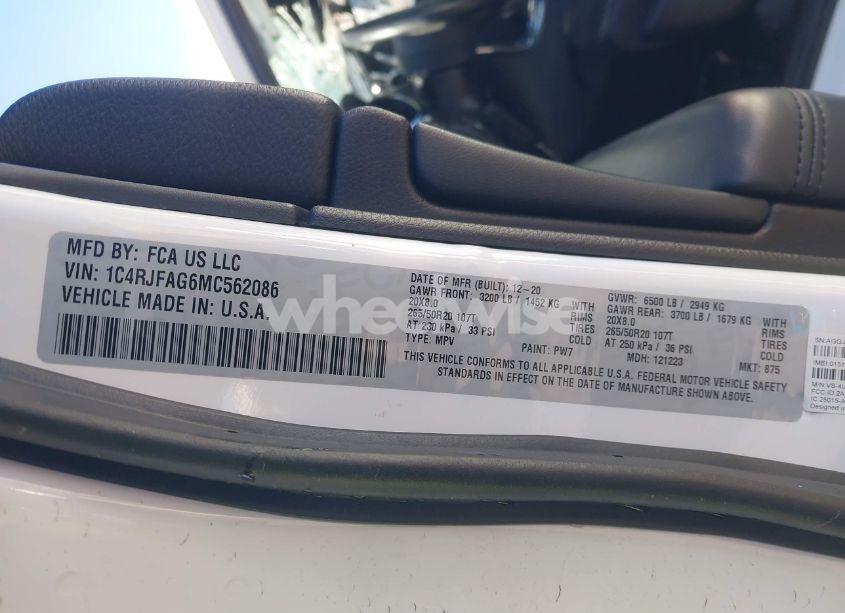 MFD BY: FCA US LLC
VIN: 1C4RJFAG6MC562086
VEHICLE MADE IN: U.S.A.
DATE OF MFR (BUILT): 12-20
GAWR FRONT: 3200 LB / 1452 KG WITH
20X8.0 RIMS
265/50R20 107T TIRES
AT 230 kPa / 33 PSI COLD
TYPE: MPV PAINT: PW7
GVWR: 6500 LB / 2949 KG
GAWR REAR: 3700 LB / 1679 KG WITH
20X8.0 RIMS
265/50R20 107T TIRES
AT 250 kPa / 36 PSI COLD
MDH: 121223 MKT: 875
THIS VEHICLE CONFORMS TO ALL APPLICABLE U.S.A. FEDERAL MOTOR VEHICLE SAFETY
STANDARDS IN EFFECT ON THE DATE OF MANUFACTURE SHOWN ABOVE.
wheelwise
Designed in